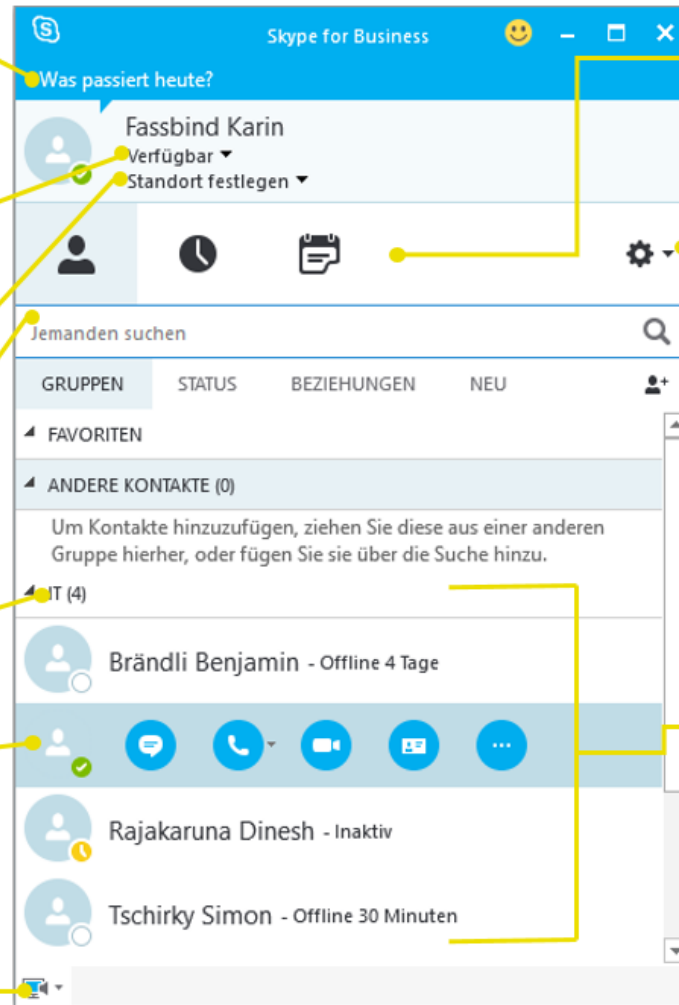 Skype for Business
Was passiert heute?
Fassbind Karin
Verfügbar
Standort festlegen
Jemanden suchen
GRUPPEN STATUS BEZIEHUNGEN NEU
FAVORITEN
ANDERE KONTAKTE (0)
Um Kontakte hinzuzufügen, ziehen Sie diese aus einer anderen
Gruppe hierher, oder fügen Sie sie über die Suche hinzu.
IT (4)
Brändli Benjamin - Offline 4 Tage
Rajakaruna Dinesh - Inaktiv
Tschirky Simon - Offline 30 Minuten